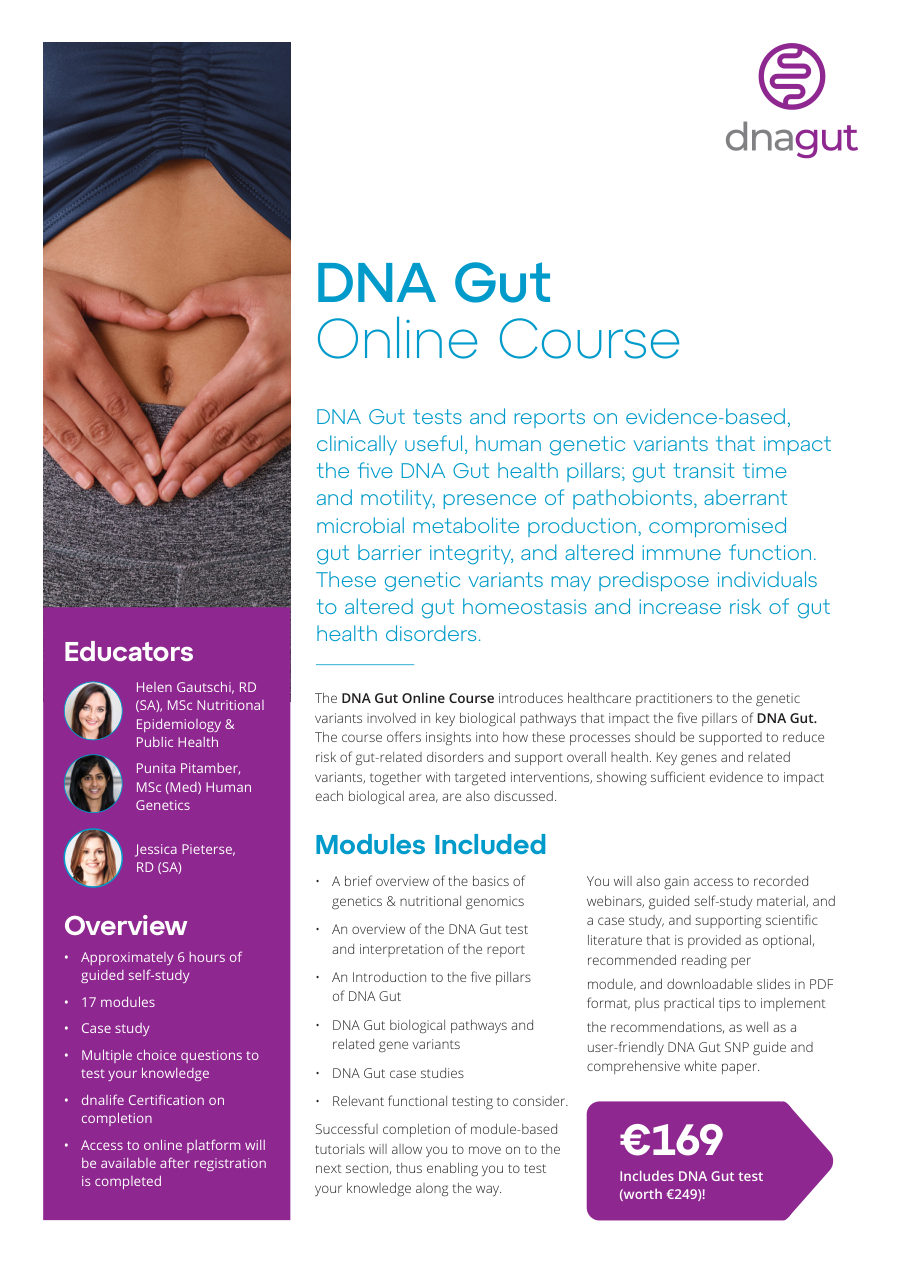 dnagut
DNA Gut
Online Course
DNA Gut tests and reports on evidence-based,
clinically useful, human genetic variants that impact
the five DNA Gut health pillars; gut transit time
and motility, presence of pathobionts, aberrant
microbial metabolite production, compromised
gut barrier integrity, and altered immune function.
These genetic variants may predispose individuals
to altered gut homeostasis and increase risk of gut
health disorders.
The DNA Gut Online Course introduces healthcare practitioners to the genetic
variants involved in key biological pathways that impact the five pillars of DNA Gut.
The course offers insights into how these processes should be supported to reduce
risk of gut-related disorders and support overall health. Key genes and related
variants, together with targeted interventions, showing sufficient evidence to impact
each biological area, are also discussed.
Modules Included
• A brief overview of the basics of
genetics & nutritional genomics
• An overview of the DNA Gut test
and interpretation of the report
• An Introduction to the five pillars
of DNA Gut
• DNA Gut biological pathways and
related gene variants
• DNA Gut case studies
• Relevant functional testing to consider.
Successful completion of module-based
tutorials will allow you to move on to the
next section, thus enabling you to test
your knowledge along the way.
You will also gain access to recorded
webinars, guided self-study material, and
a case study, and supporting scientific
literature that is provided as optional,
recommended reading per
module, and downloadable slides in PDF
format, plus practical tips to implement
the recommendations, as well as a
user-friendly DNA Gut SNP guide and
comprehensive white paper.
€169
Includes DNA Gut test
(worth €249)!
Educators
Helen Gautschi, RD
(SA), MSc Nutritional
Epidemiology &
Public Health
Punita Pitamber,
MSc (Med) Human
Genetics
Jessica Pieterse,
RD (SA)
Overview
• Approximately 6 hours of
guided self-study
• 17 modules
• Case study
• Multiple choice questions to
test your knowledge
• dnalife Certification on
completion
• Access to online platform will
be available after registration
is completed